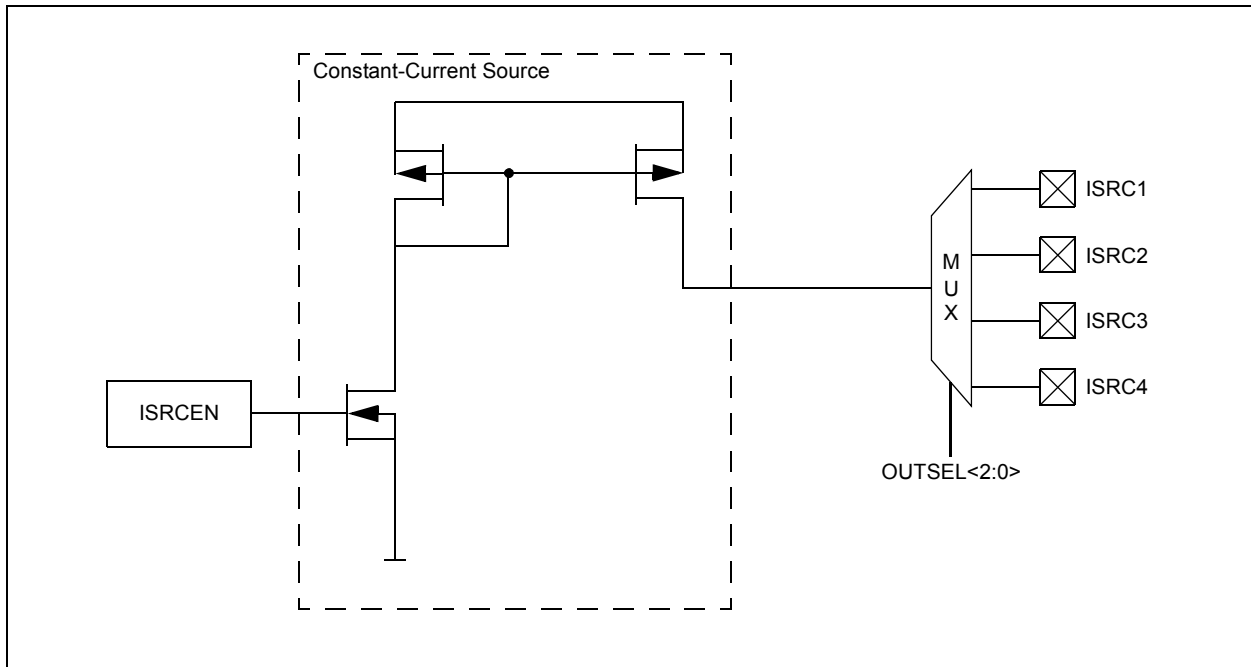 Constant-Current Source
ISRC1
ISRC2
ISRC3
ISRC4
M
U
X
ISRCEN
OUTSEL<2:0>